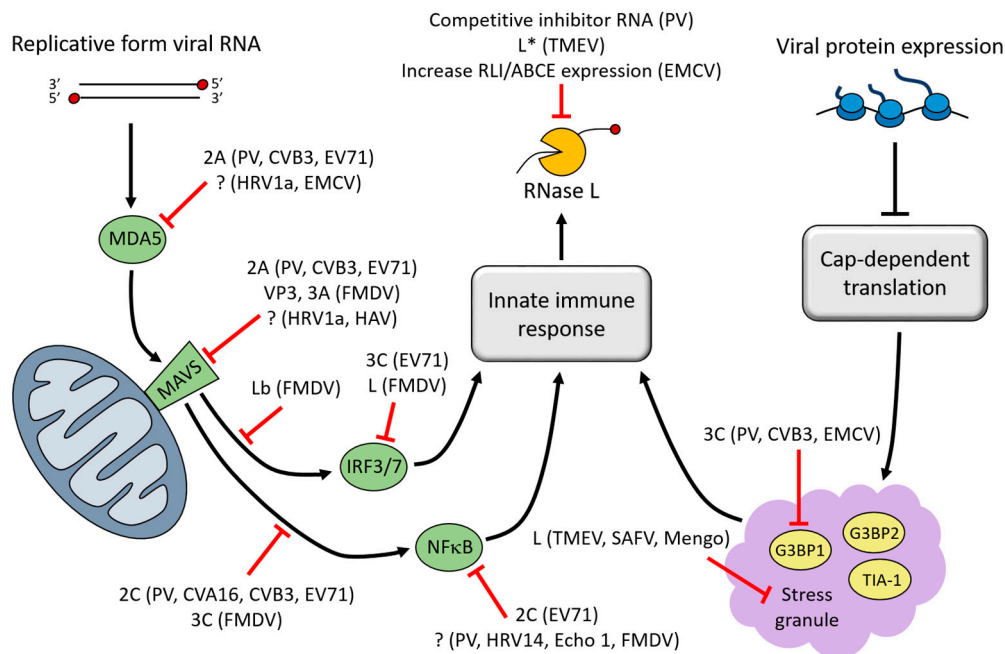 Replicative form viral RNA
3’ 5’
5’ 3’
Competitive inhibitor RNA (PV)
L* (TMEV)
Increase RLI/ABCE expression (EMCV)
RNase L
Viral protein expression
2A (PV, CVB3, EV71)
? (HRV1a, EMCV)
MDA5
2A (PV, CVB3, EV71)
VP3, 3A (FMDV)
? (HRV1a, HAV)
MAVS
Innate immune
response
Cap-dependent
translation
Lb (FMDV)
3C (EV71)
L (FMDV)
IRF3/7
3C (PV, CVB3, EMCV)
G3BP1
G3BP2
TIA-1
Stress
granule
L (TMEV, SAFV, Mengo)
NFκB
2C (PV, CVA16, CVB3, EV71)
3C (FMDV)
2C (EV71)
? (PV, HRV14, Echo 1, FMDV)